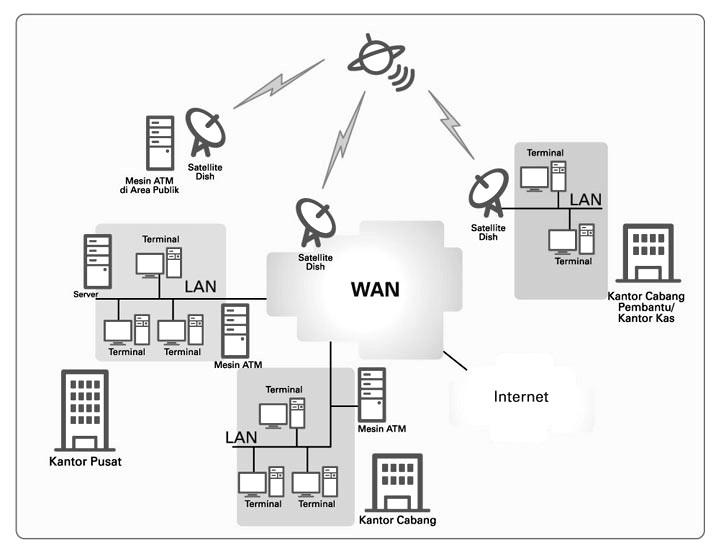 Satellite
Dish
Mesin ATM
di Area Publik
Terminal
LAN
Satellite
Dish
Terminal
Kantor Cabang
Pembantu/
Kantor Kas
Satellite
Dish
WAN
Terminal
LAN
Server
Terminal
Terminal
Mesin ATM
Kantor Pusat
Internet
Terminal
Mesin ATM
LAN
Terminal
Terminal
Kantor Cabang